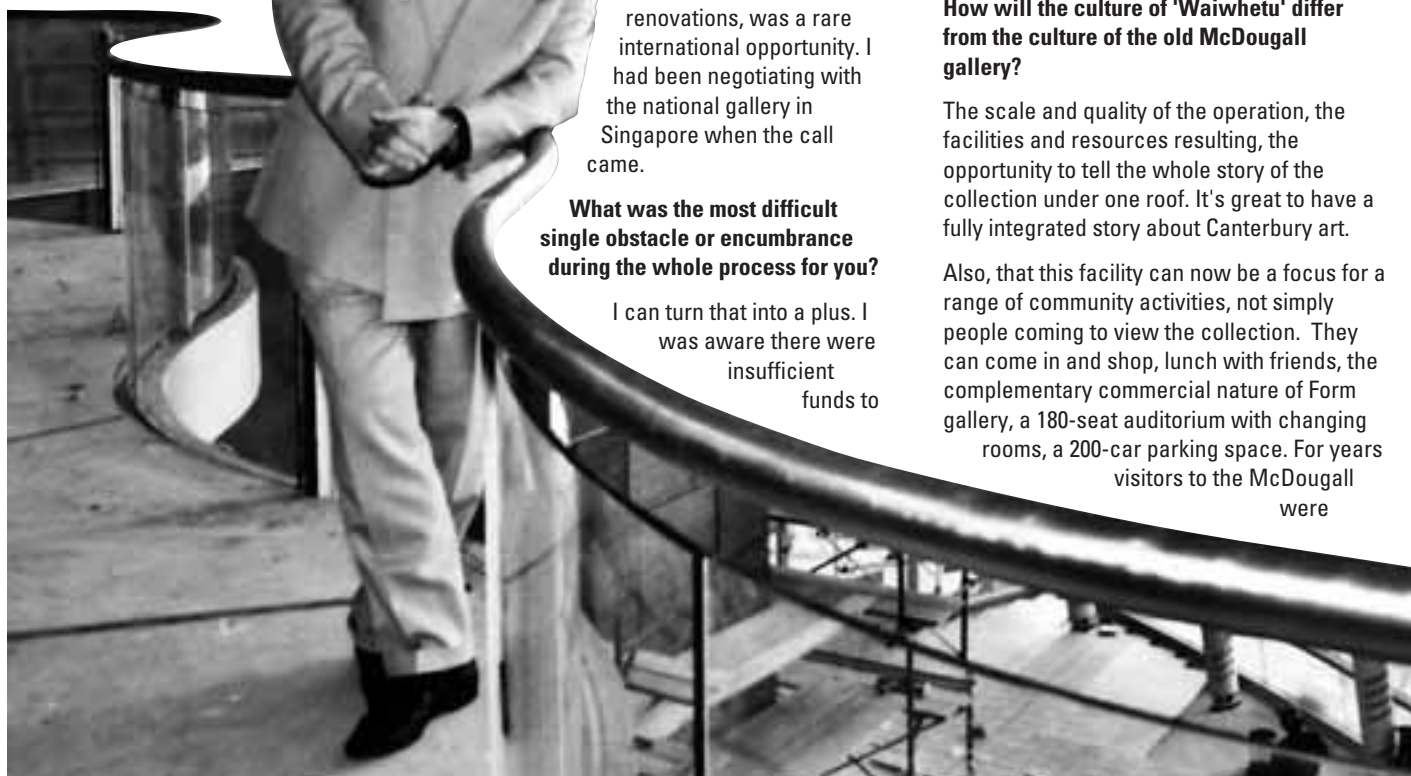 renovations, was a rare
international opportunity. I
had been negotiating with
the national gallery in
Singapore when the call
came.
What was the most difficult
single obstacle or encumbrance
during the whole process for you?
I can turn that into a plus. I
was aware there were
insufficient
funds to
How will the culture of 'Waiwhetu' differ
from the culture of the old McDougall
gallery?
The scale and quality of the operation, the
facilities and resources resulting, the
opportunity to tell the whole story of the
collection under one roof. It's great to have a
fully integrated story about Canterbury art.
Also, that this facility can now be a focus for a
range of community activities, not simply
people coming to view the collection. They
can come in and shop, lunch with friends, the
complementary commercial nature of Form
gallery, a 180-seat auditorium with changing
rooms, a 200-car parking space. For years
visitors to the McDougall
were